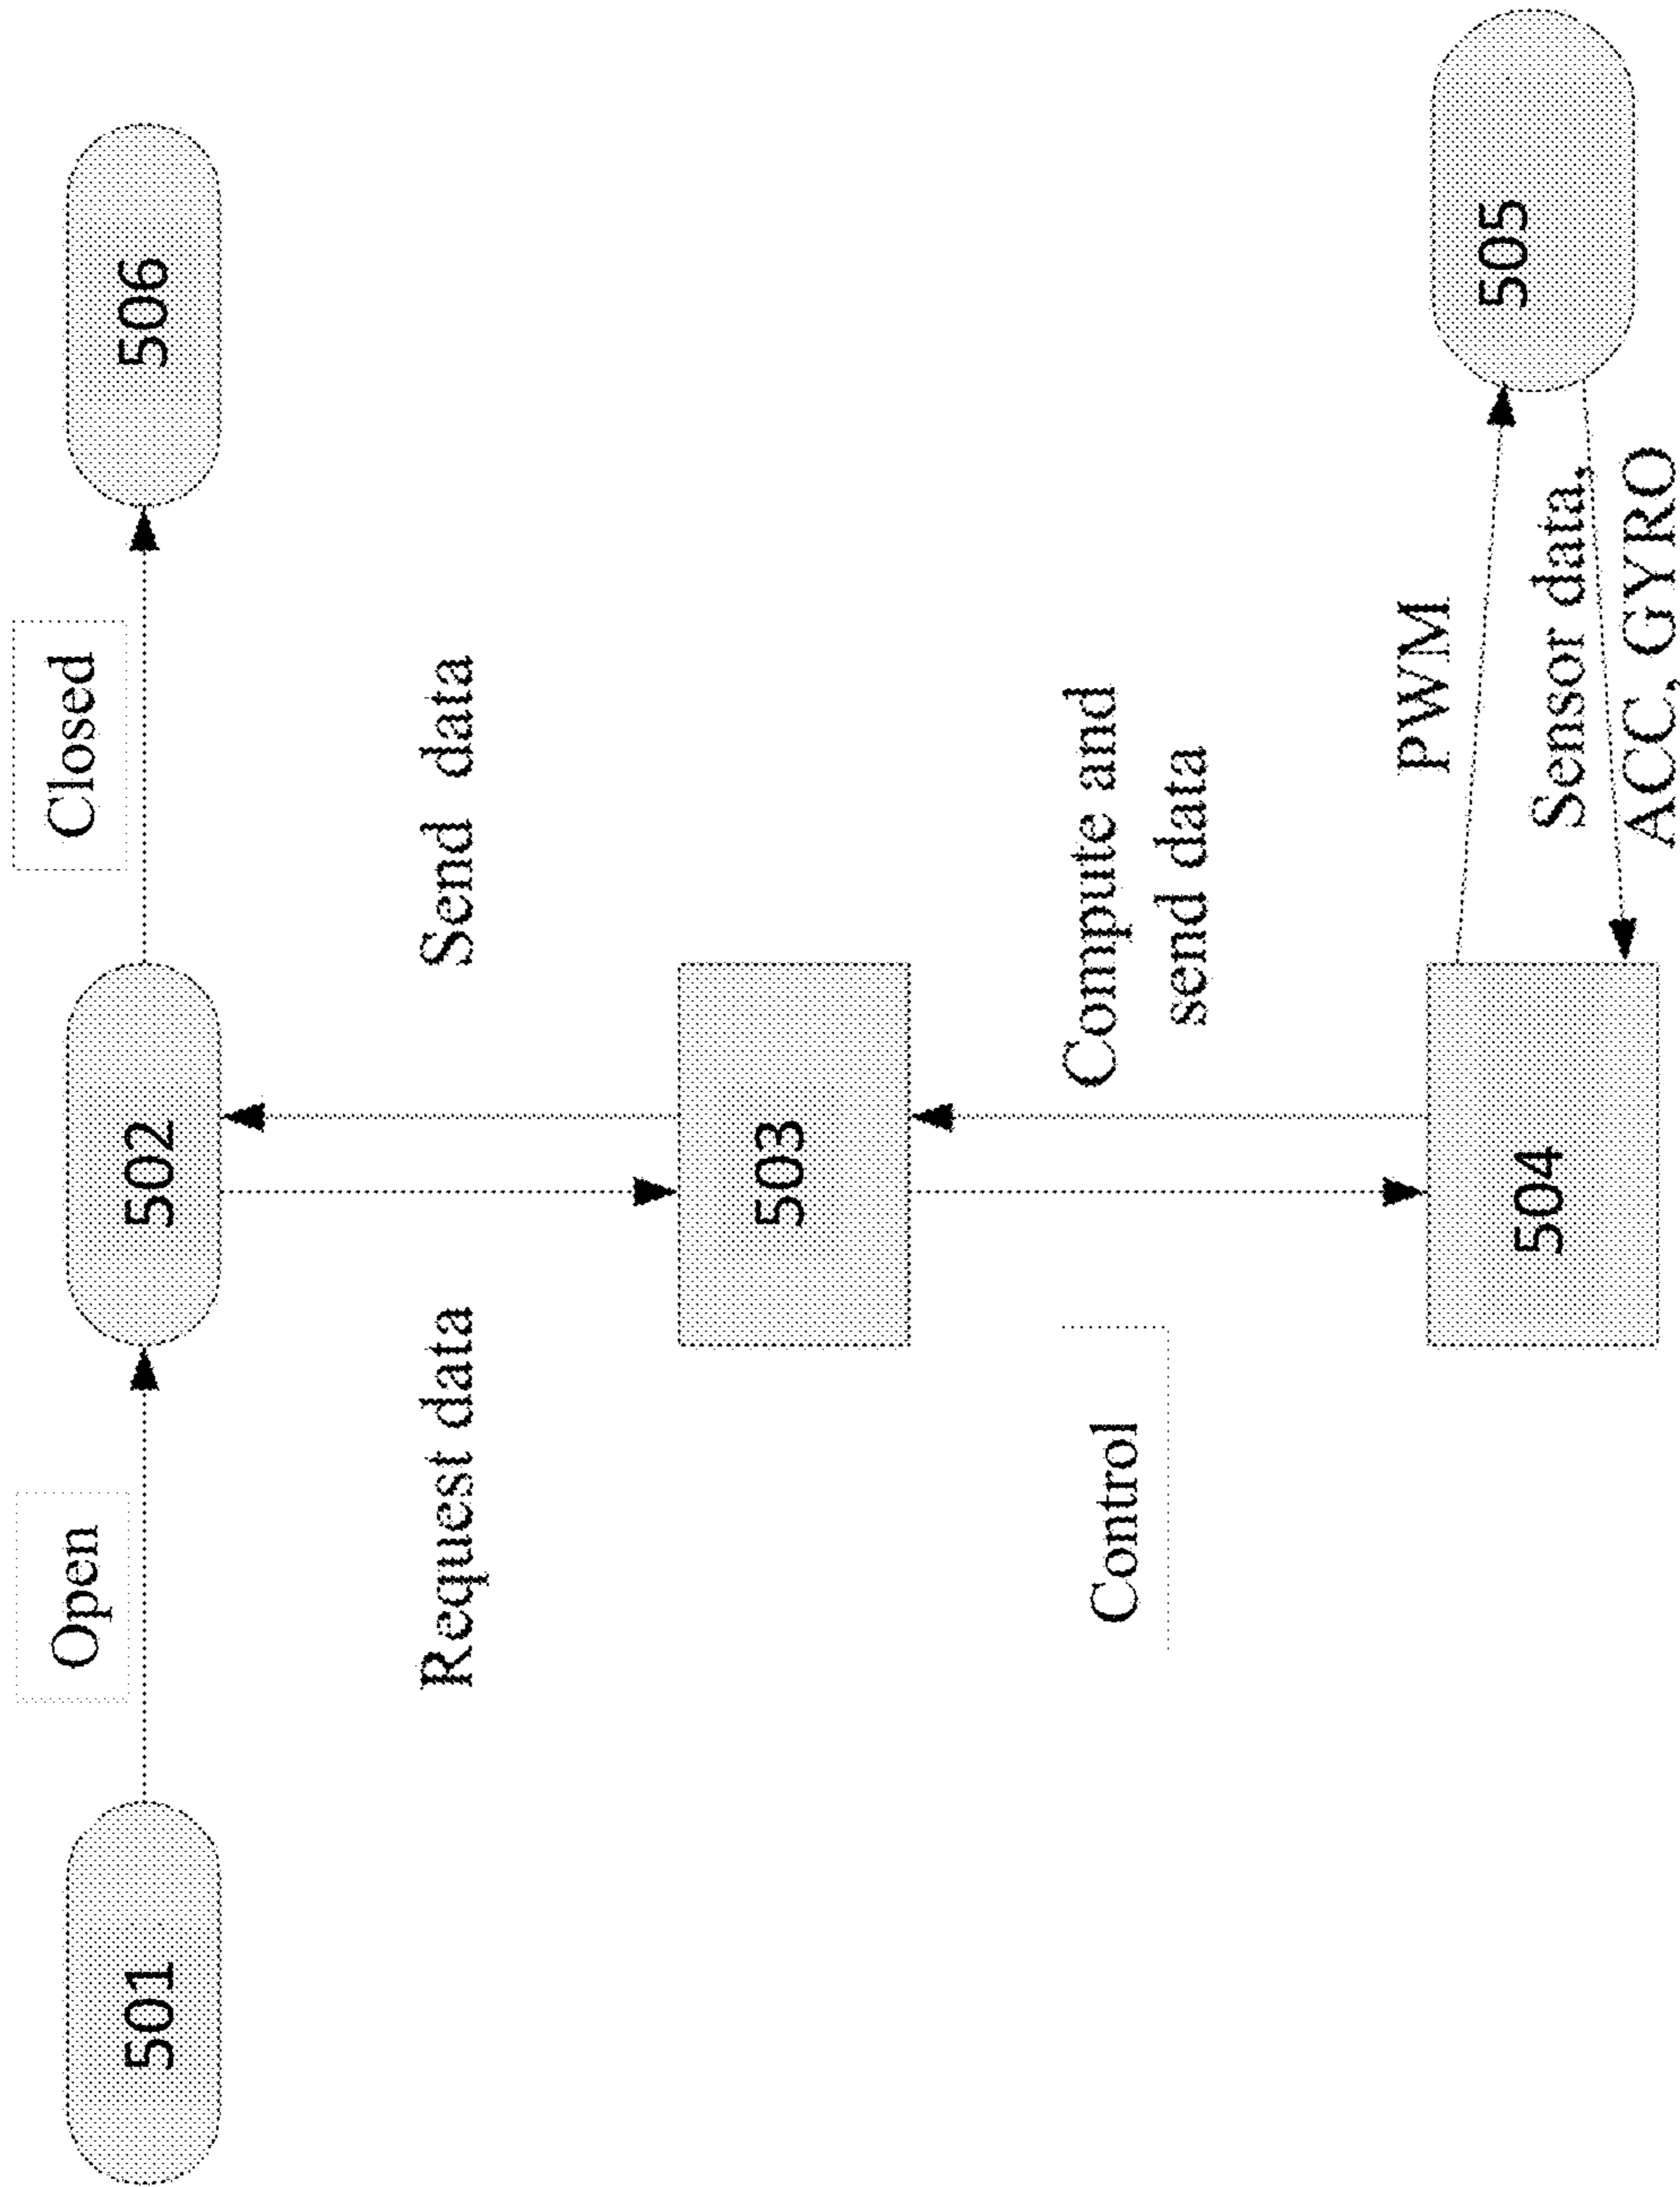 Open
Closed
501
502
506
Request data
Send data
503
Control
Compute and
send data
PWM
504
505
Sensor data,
ACC, GYRO